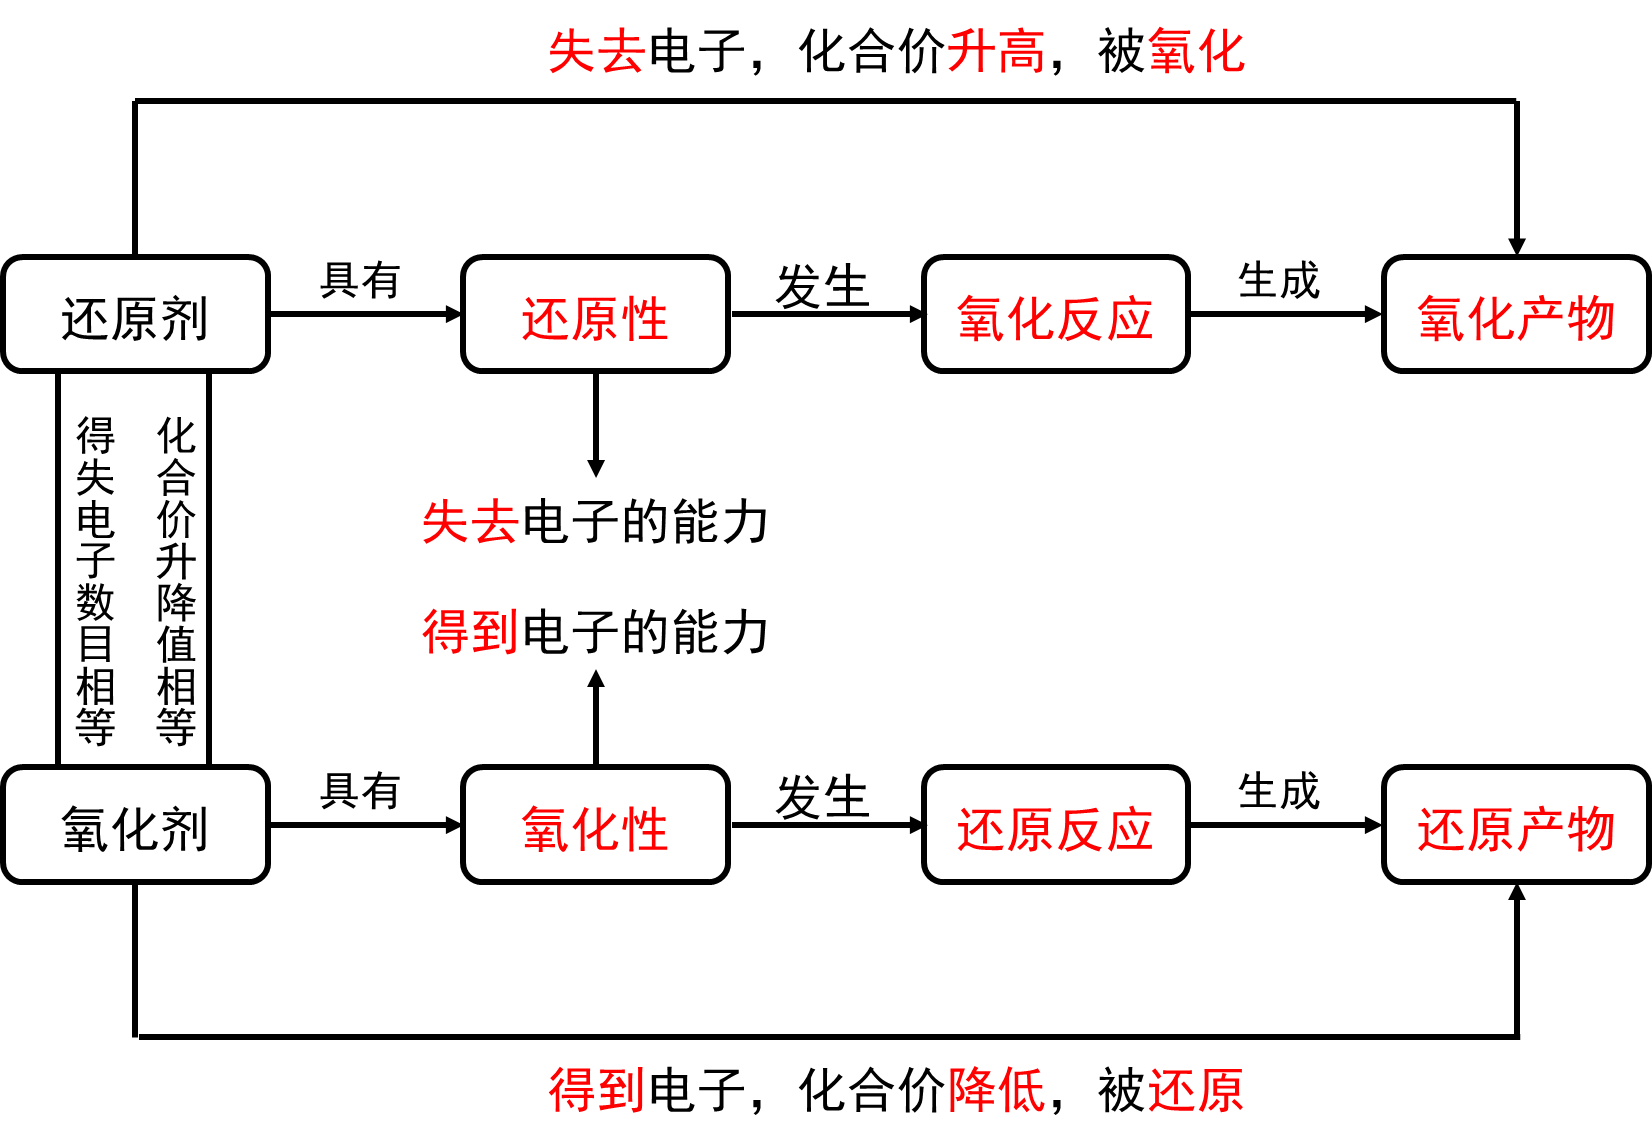 失去电子，化合价升高，被氧化
还原剂
具有
还原性
发生
氧化反应
生成
氧化产物
得失电子数目相等
化合价升降值相等
失去电子的能力
得到电子的能力
氧化剂
具有
氧化性
发生
还原反应
生成
还原产物
得到电子，化合价降低，被还原